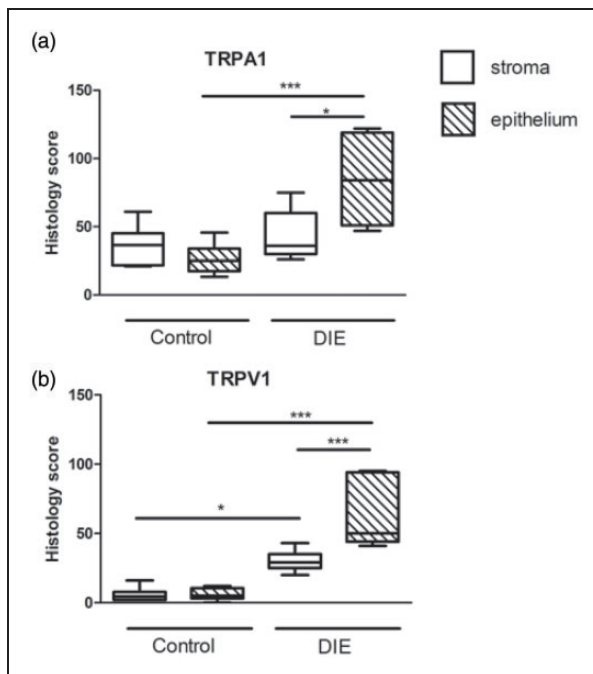 (a)
TRPA1
stroma
epithelium
Histology score
150
100
50
0
***
*
Control
DIE
(b)
TRPV1
Histology score
150
100
50
0
***
***
*
Control
DIE